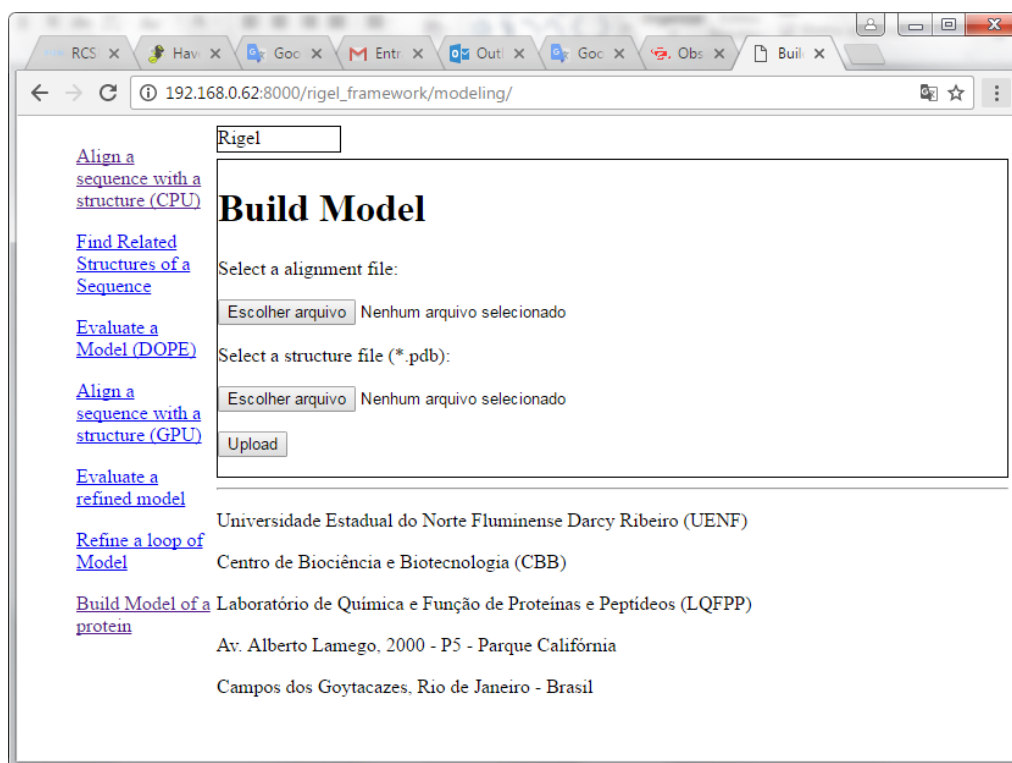 RCS Hav Goo Entr Outl Goo Obs Buil
192.168.0.62:8000/rigel_framework/modeling/
Rigel
Align a
sequence with a
structure (CPU)
Find Related
Structures of a
Sequence
Evaluate a
Model (DOPE)
Align a
sequence with a
structure (GPU)
Evaluate a
refined model
Refine a loop of
Model
Build Model of a
protein
Build Model
Select a alignment file:
Escolher arquivo Nenhum arquivo selecionado
Select a structure file (*.pdb):
Escolher arquivo Nenhum arquivo selecionado
Upload
Universidade Estadual do Norte Fluminense Darcy Ribeiro (UENF)
Centro de Biociência e Biotecnologia (CBB)
Laboratório de Química e Função de Proteínas e Peptídeos (LQFPP)
Av. Alberto Lamego, 2000 - P5 - Parque Califórnia
Campos dos Goytacazes, Rio de Janeiro - Brasil